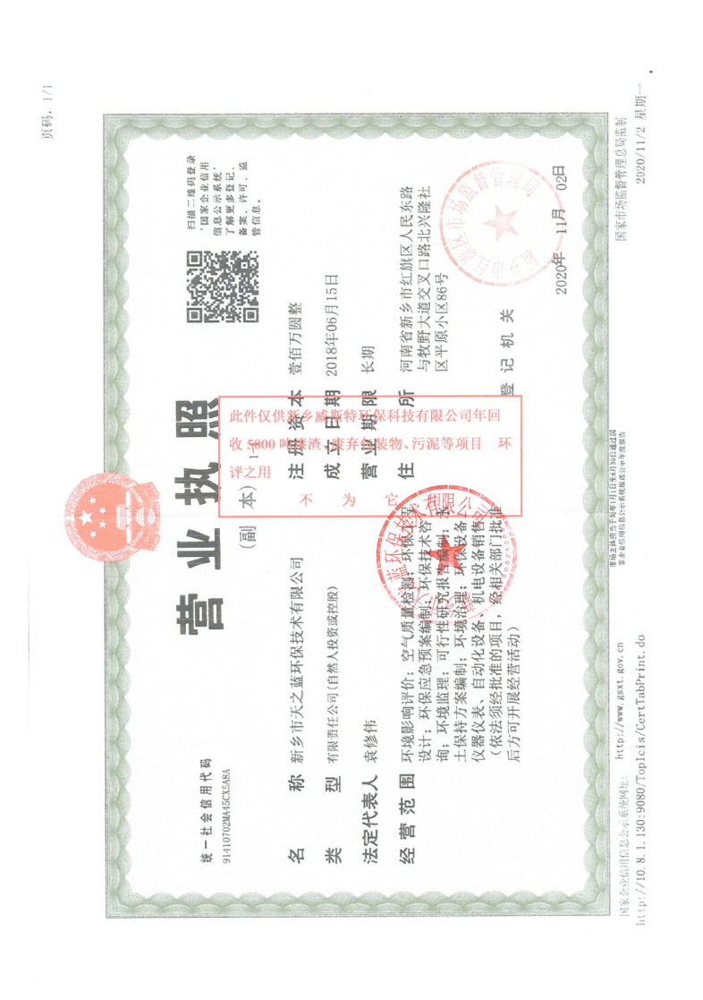 页码，1/1
营业执照
（副 本）1-1
统一社会信用代码
91410702MA45CX5A8A
扫描二维码登录
‘国家企业信用
信息公示系统’
了解更多登记、
备案、许可、监
管信息。
名 称 新乡市天之蓝环保技术有限公司
类 型 有限责任公司(自然人投资或控股)
法定代表人 袁修伟
经营范围 环境影响评价；空气质量检测；环保工程
设计；环保应急预案编制；环保技术咨
询；环境监理；可行性研究报告编制；水
土保持方案编制；环境治理；环保设备、
仪器仪表、自动化设备、机电设备销售
（依法须经批准的项目，经相关部门批准
后方可开展经营活动）
注册资本 壹佰万圆整
成立日期 2018年06月15日
营业期限 长期
住 所 河南省新乡市红旗区人民东路
与牧野大道交叉口路北兴隆社
区平原小区86号
此件仅供新乡威斯特环保科技有限公司年回
收 5000 吨漆渣、废弃包装物、污泥等项目 环
评之用
不 为 它
登记机关
新乡市红旗区市场监督管理局
2020年 11月 02日
国家企业信用信息公示系统网址： http://www.gsxt.gov.cn
市场主体应当于每年1月1日至6月30日通过国
家企业信用信息公示系统报送公示年度报告
国家市场监督管理总局监制
http://10.8.1.130:9080/TopIcis/CertTabPrint.do
2020/11/2 星期一